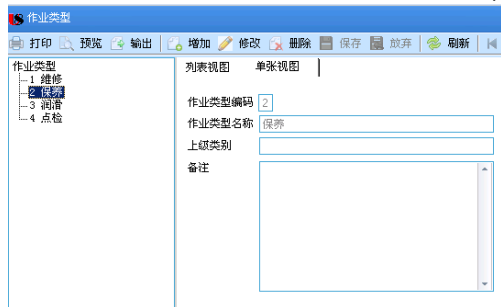 作业类型
打印 预览 输出 增加 修改 删除 保存 放弃 刷新
作业类型
1 维修
2 保养
3 润滑
4 点检
列表视图 单张视图
作业类型编码 2
作业类型名称 保养
上级类别
备注